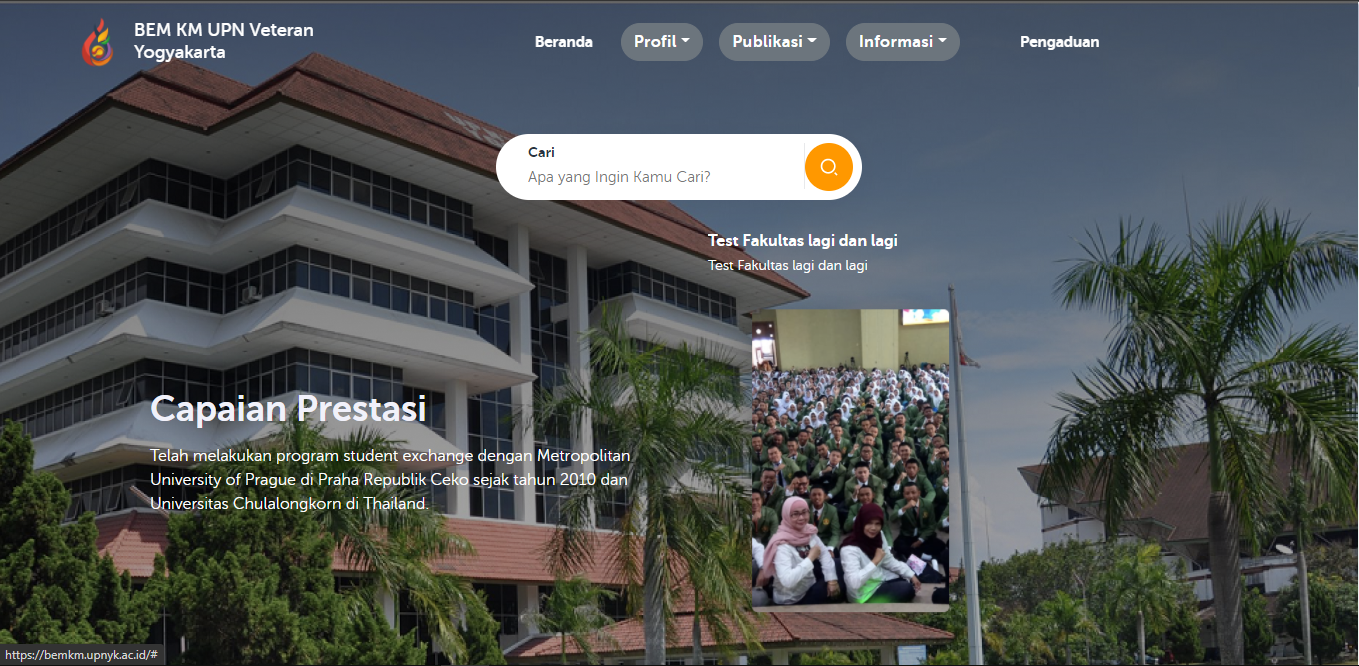 BEM KM UPN Veteran
Yogyakarta
Beranda
Profil
Publikasi
Informasi
Pengaduan
Cari
Apa yang Ingin Kamu Cari?
Test Fakultas lagi dan lagi
Test Fakultas lagi dan lagi
Capaian Prestasi
Telah melakukan program student exchange dengan Metropolitan
University of Prague di Praha Republik Ceko sejak tahun 2010 dan
Universitas Chulalongkorn di Thailand.
https://bemkm.upnyk.ac.id/#